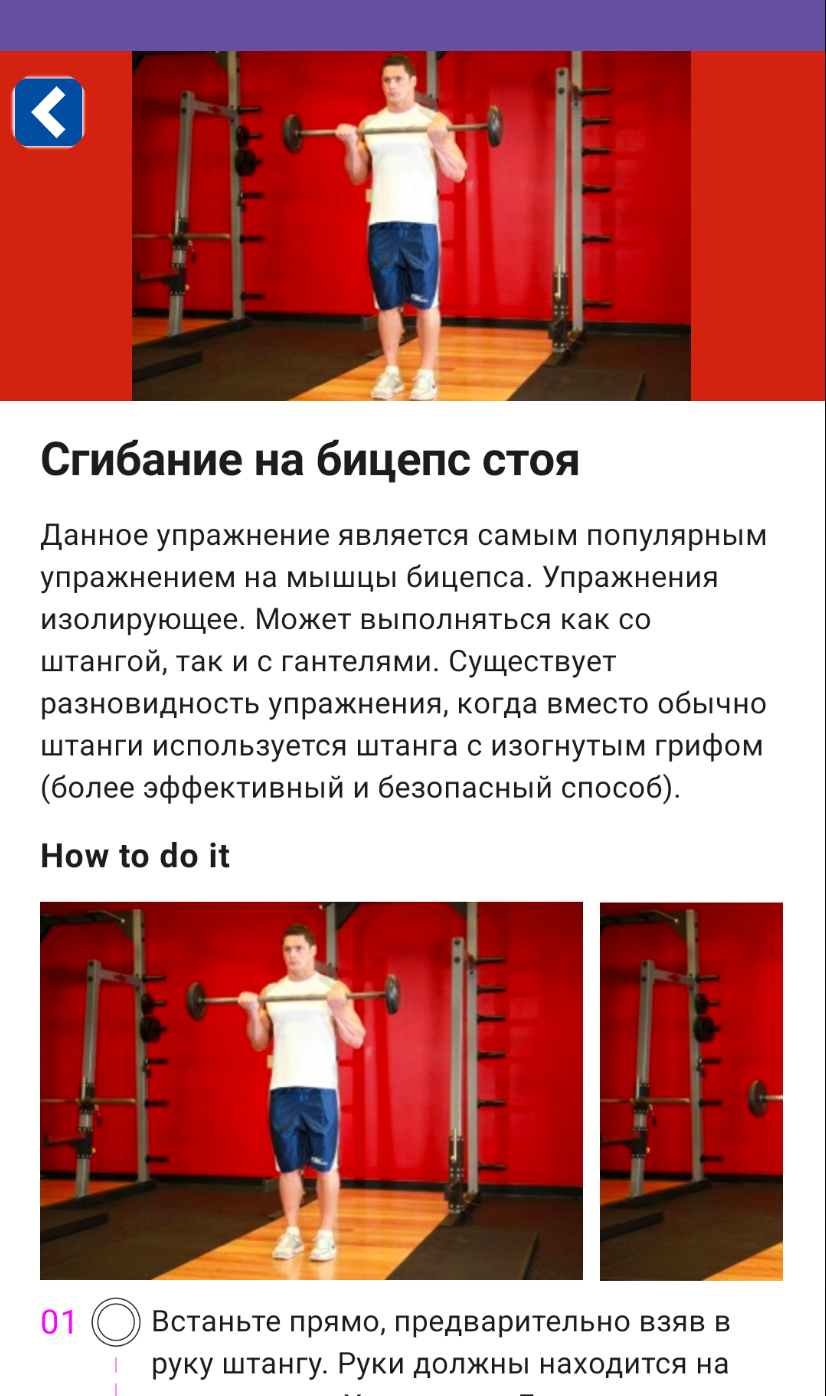 Сгибание на бицепс стоя
Данное упражнение является самым популярным
упражнением на мышцы бицепса. Упражнения
изолирующее. Может выполняться как со
штангой, так и с гантелями. Существует
разновидность упражнения, когда вместо обычно
штанги используется штанга с изогнутым грифом
(более эффективный и безопасный способ).
How to do it
01 Встаньте прямо, предварительно взяв в
руку штангу. Руки должны находится на